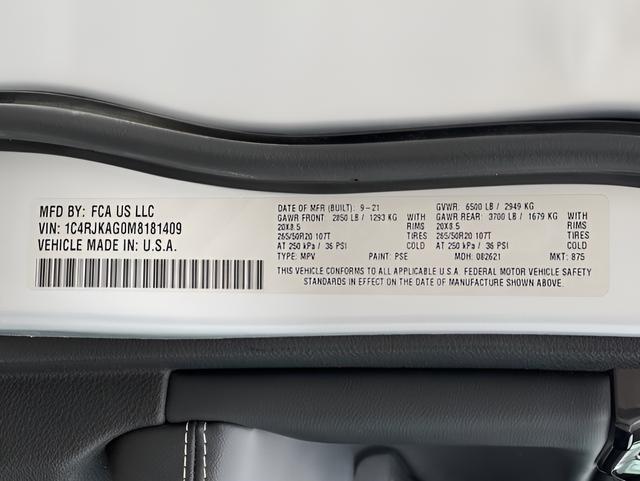 MFD BY: FCA US LLC
VIN: 1C4RJKAG0M8181409
VEHICLE MADE IN U.S.A.
DATE OF MFR (BUILT): 9-21 GVWR: 6500 LB / 2949 KG
GAWR FRONT: 2850 LB / 1293 KG GAWR REAR: 3700 LB / 1679 KG
20X8.5 RIMS 20X8.5 RIMS
265/50R20 107T TIRES 265/50R20 107T TIRES
AT 250 kPa / 36 PSI AT 250 kPa / 36 PSI
TYPE: MPV PAINT: PSE MDH: 082621 MKT: 875
THIS VEHICLE CONFORMS TO ALL APPLICABLE U.S.A. FEDERAL MOTOR VEHICLE SAFETY
STANDARDS IN EFFECT ON THE DATE OF MANUFACTURE SHOWN ABOVE.